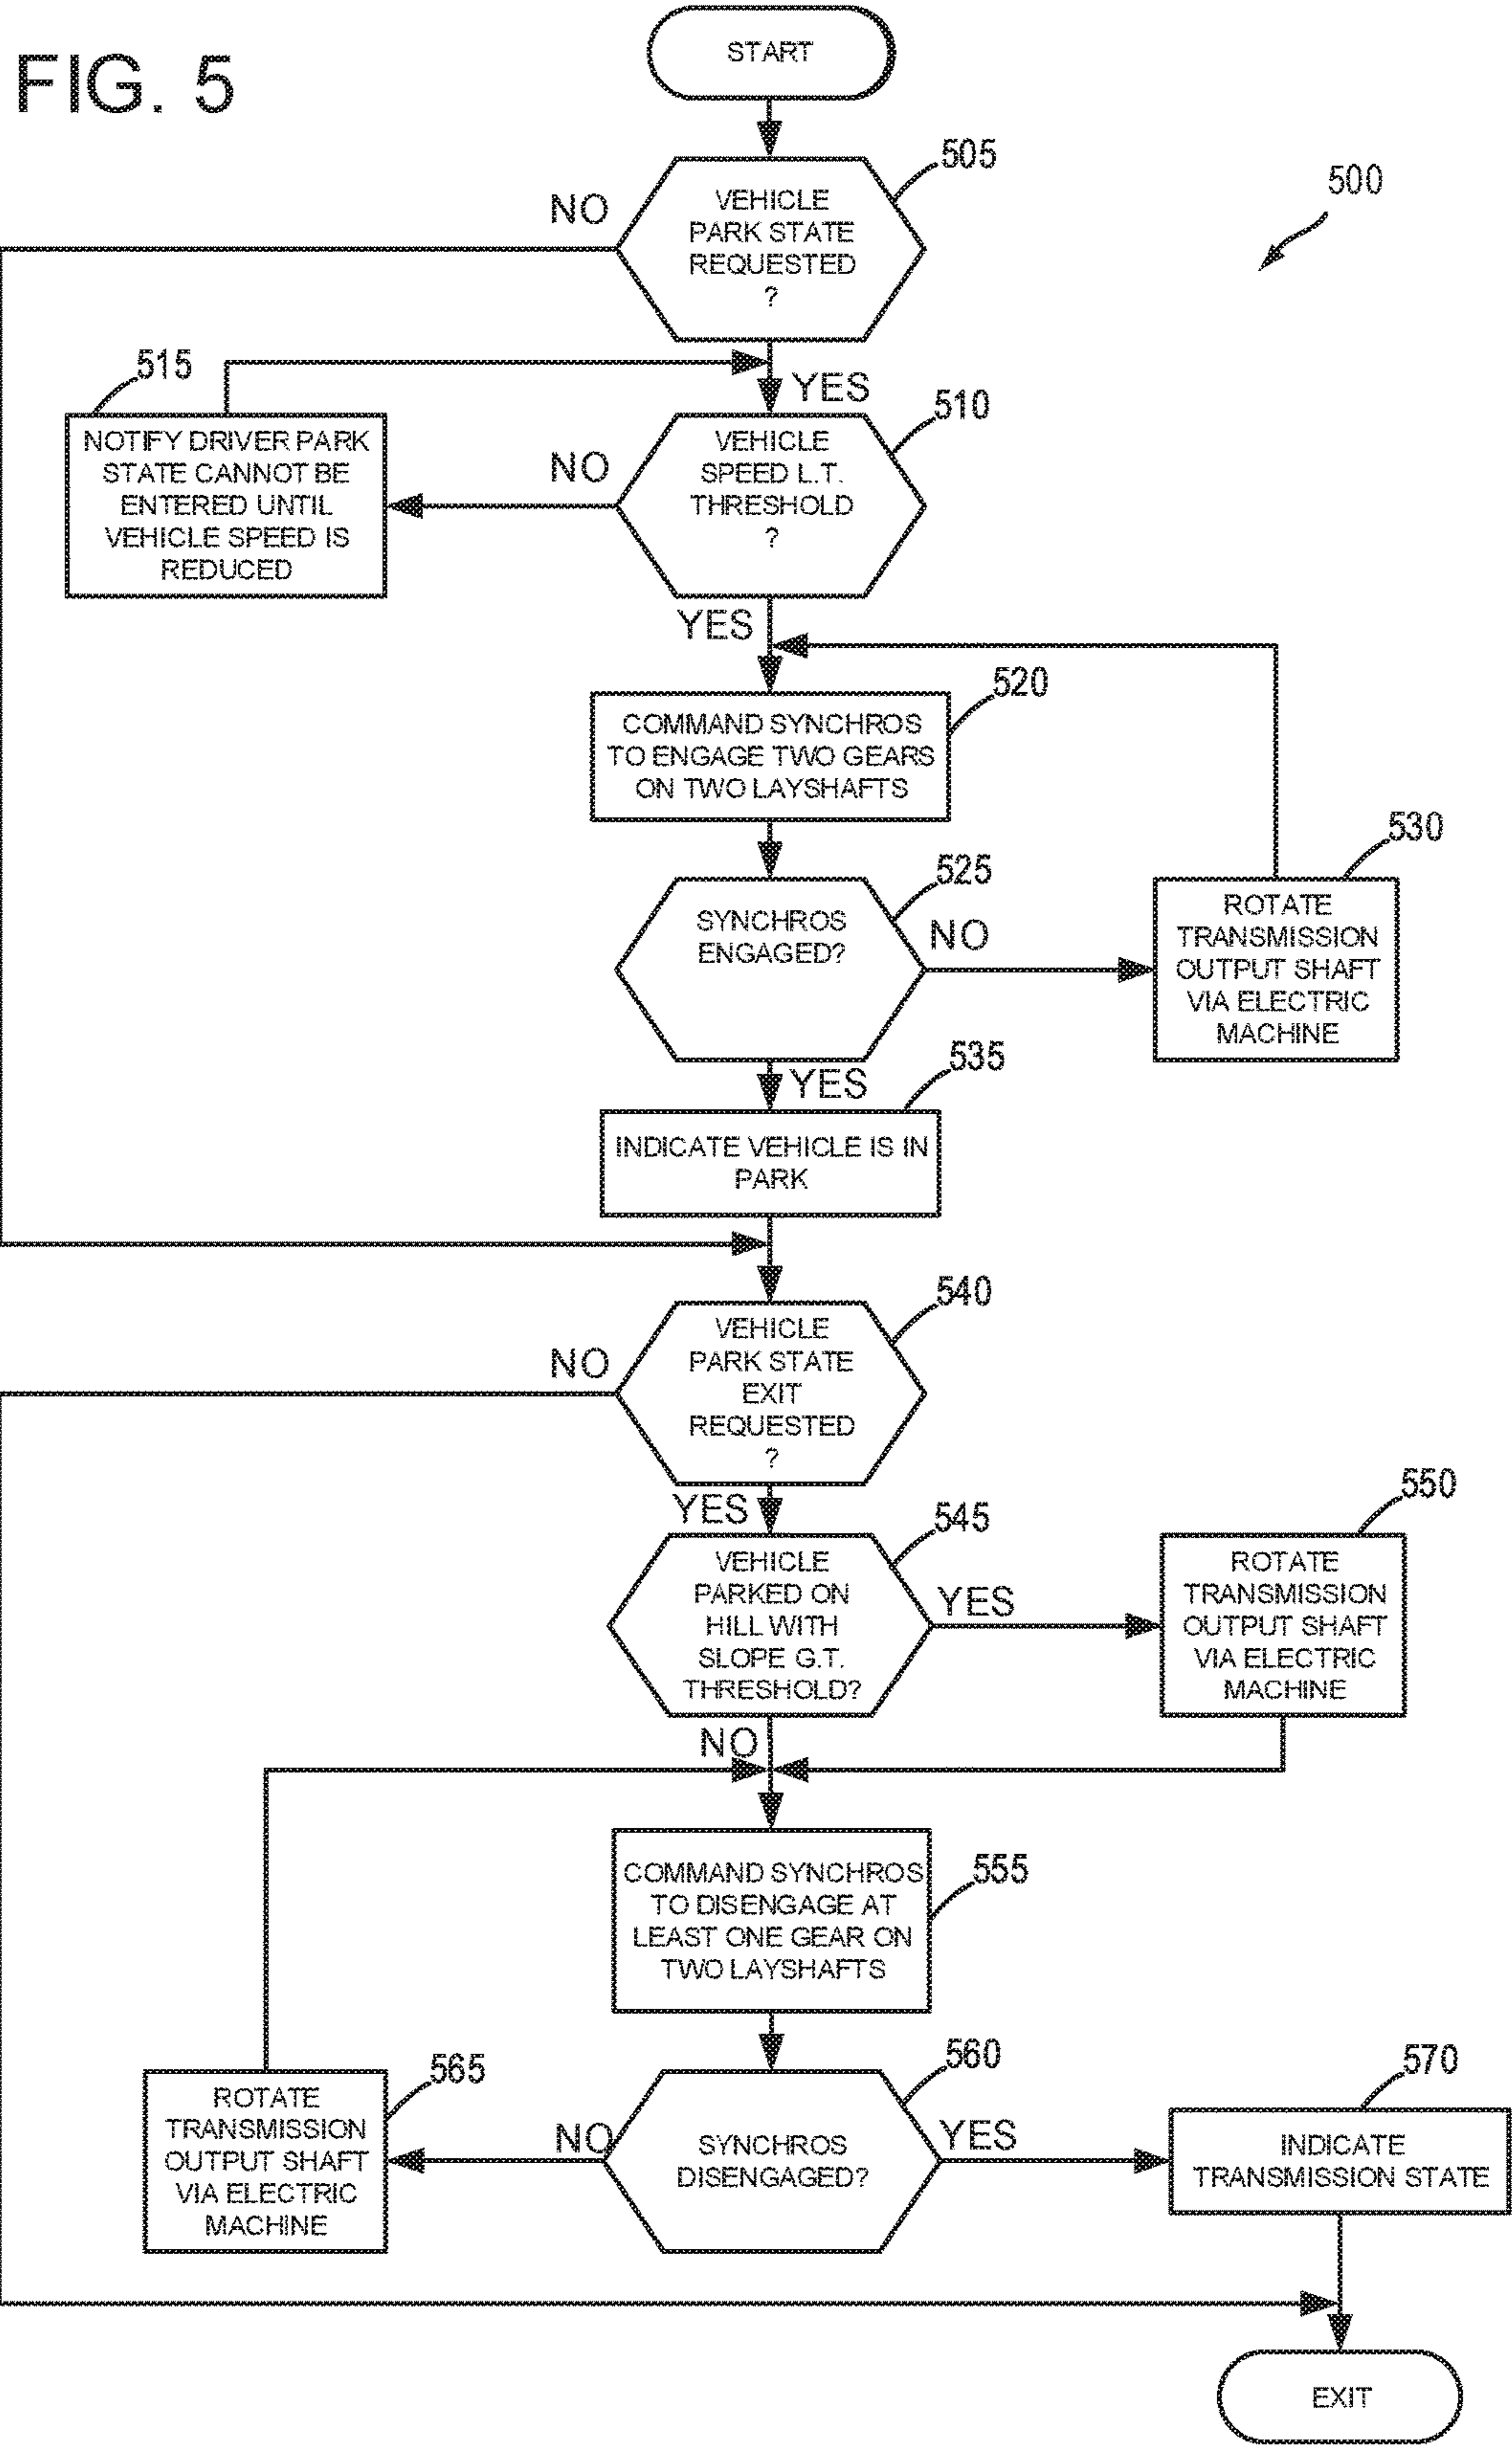 FIG. 5
START
505
500
VEHICLE
PARK STATE
REQUESTED
?
NO
515
YES
510
NOTIFY DRIVER PARK
STATE CANNOT BE
ENTERED UNTIL
VEHICLE SPEED IS
REDUCED
NO
VEHICLE
SPEED L.T.
THRESHOLD
?
YES
520
COMMAND SYNCHROS
TO ENGAGE TWO GEARS
ON TWO LAYSHAFTS
530
525
SYNCHROS
ENGAGED?
NO
ROTATE
TRANSMISSION
OUTPUT SHAFT
VIA ELECTRIC
MACHINE
YES
535
INDICATE VEHICLE IS IN
PARK
540
VEHICLE
PARK STATE
EXIT
REQUESTED
?
NO
YES
545
550
VEHICLE
PARKED ON
HILL WITH
SLOPE G.T.
THRESHOLD?
YES
ROTATE
TRANSMISSION
OUTPUT SHAFT
VIA ELECTRIC
MACHINE
NO
555
COMMAND SYNCHROS
TO DISENGAGE AT
LEAST ONE GEAR ON
TWO LAYSHAFTS
565
560
570
ROTATE
TRANSMISSION
OUTPUT SHAFT
VIA ELECTRIC
MACHINE
NO
SYNCHROS
DISENGAGED?
YES
INDICATE
TRANSMISSION STATE
EXIT